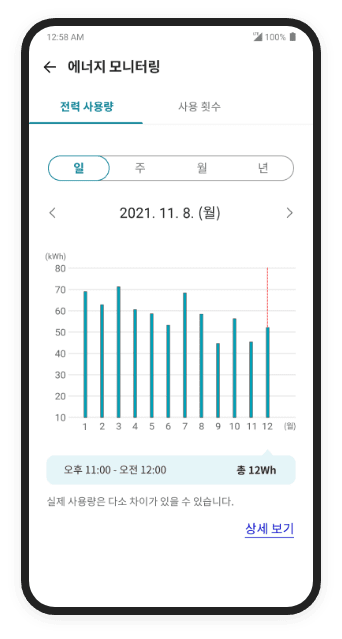 12:58 AM 100%
에너지 모니터링
전력 사용량 사용 횟수
일 주 월 년
2021. 11. 8. (월)
(kWh)
80
70
60
50
40
30
20
10
1 2 3 4 5 6 7 8 9 10 11 12 (월)
오후 11:00 - 오전 12:00 총 12Wh
실제 사용량은 다소 차이가 있을 수 있습니다.
상세 보기